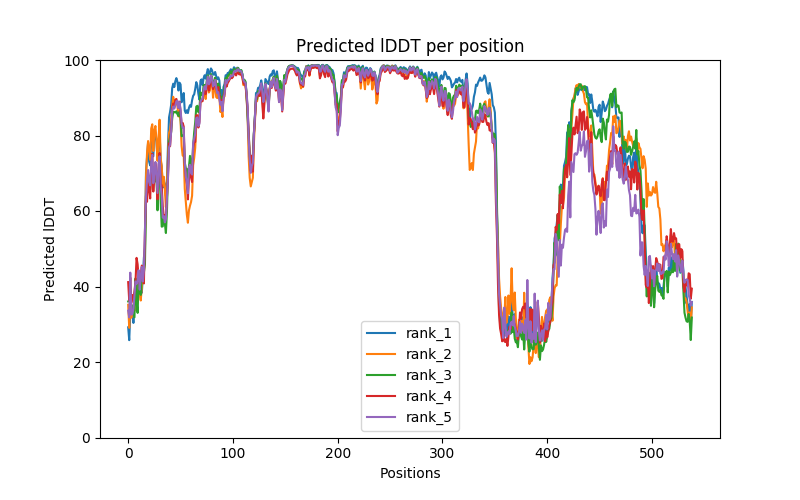 Predicted lDDT per position
100
80
60
40
20
0
Predicted lDDT
0 100 200 300 400 500
Positions
rank_1
rank_2
rank_3
rank_4
rank_5